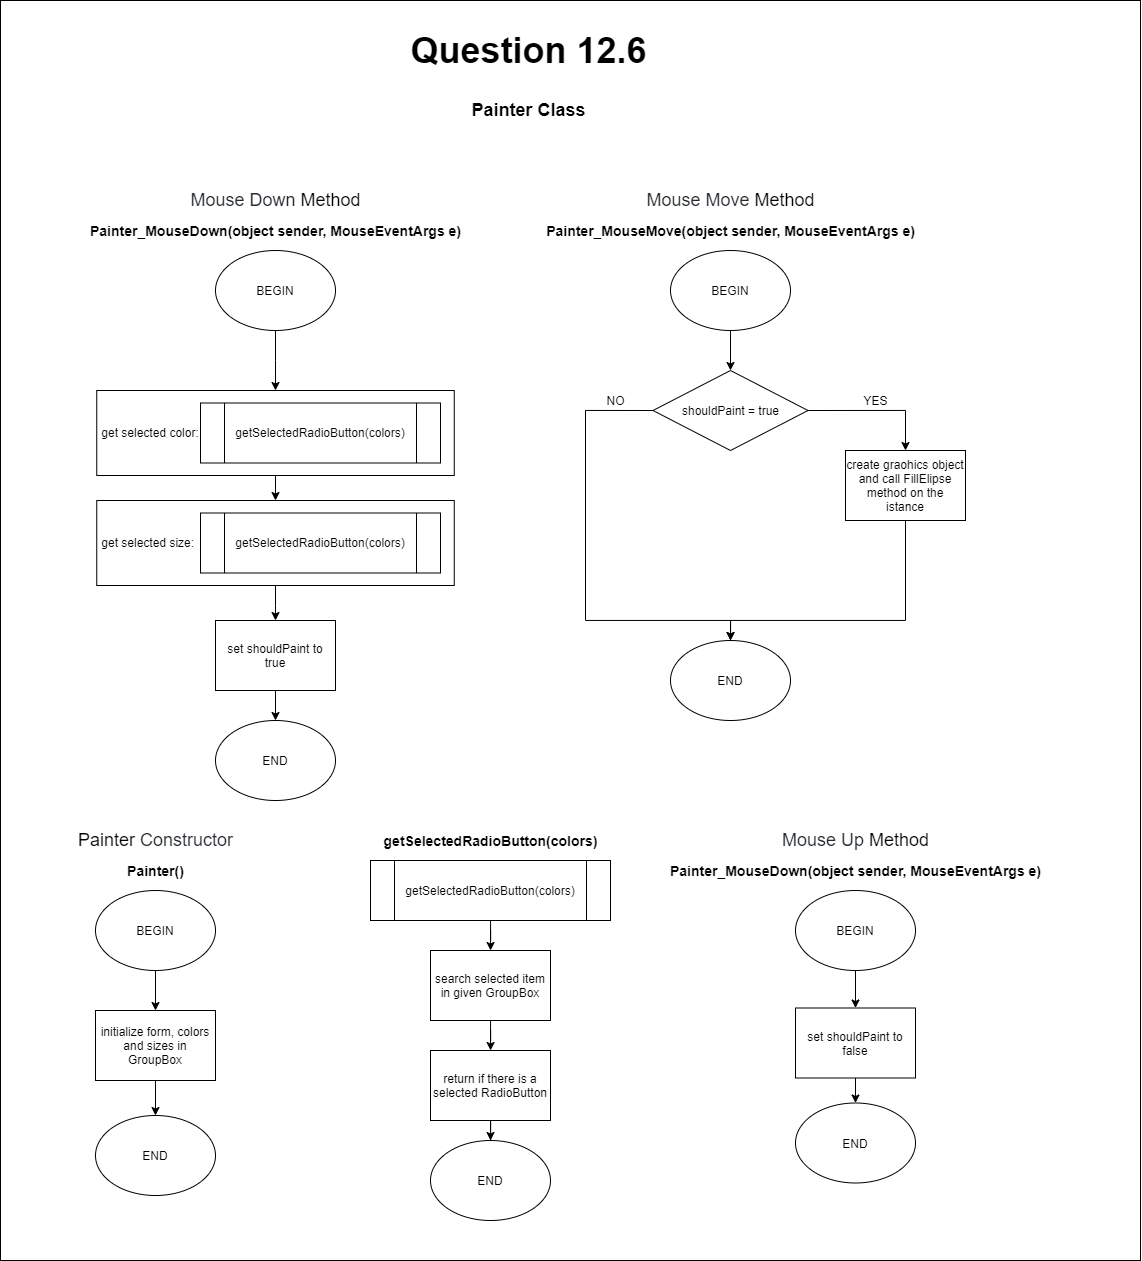 Question 12.6
Painter Class
Mouse Down Method
Painter_MouseDown(object sender, MouseEventArgs e)
BEGIN
get selected color:
getSelectedRadioButton(colors)
get selected size:
getSelectedRadioButton(colors)
set shouldPaint to
true
END
Mouse Move Method
Painter_MouseMove(object sender, MouseEventArgs e)
BEGIN
shouldPaint = true
NO
YES
create graohics object
and call FillElipse
method on the
istance
END
Painter Constructor
Painter()
BEGIN
initialize form, colors
and sizes in
GroupBox
END
getSelectedRadioButton(colors)
getSelectedRadioButton(colors)
search selected item
in given GroupBox
return if there is a
selected RadioButton
END
Mouse Up Method
Painter_MouseDown(object sender, MouseEventArgs e)
BEGIN
set shouldPaint to
false
END